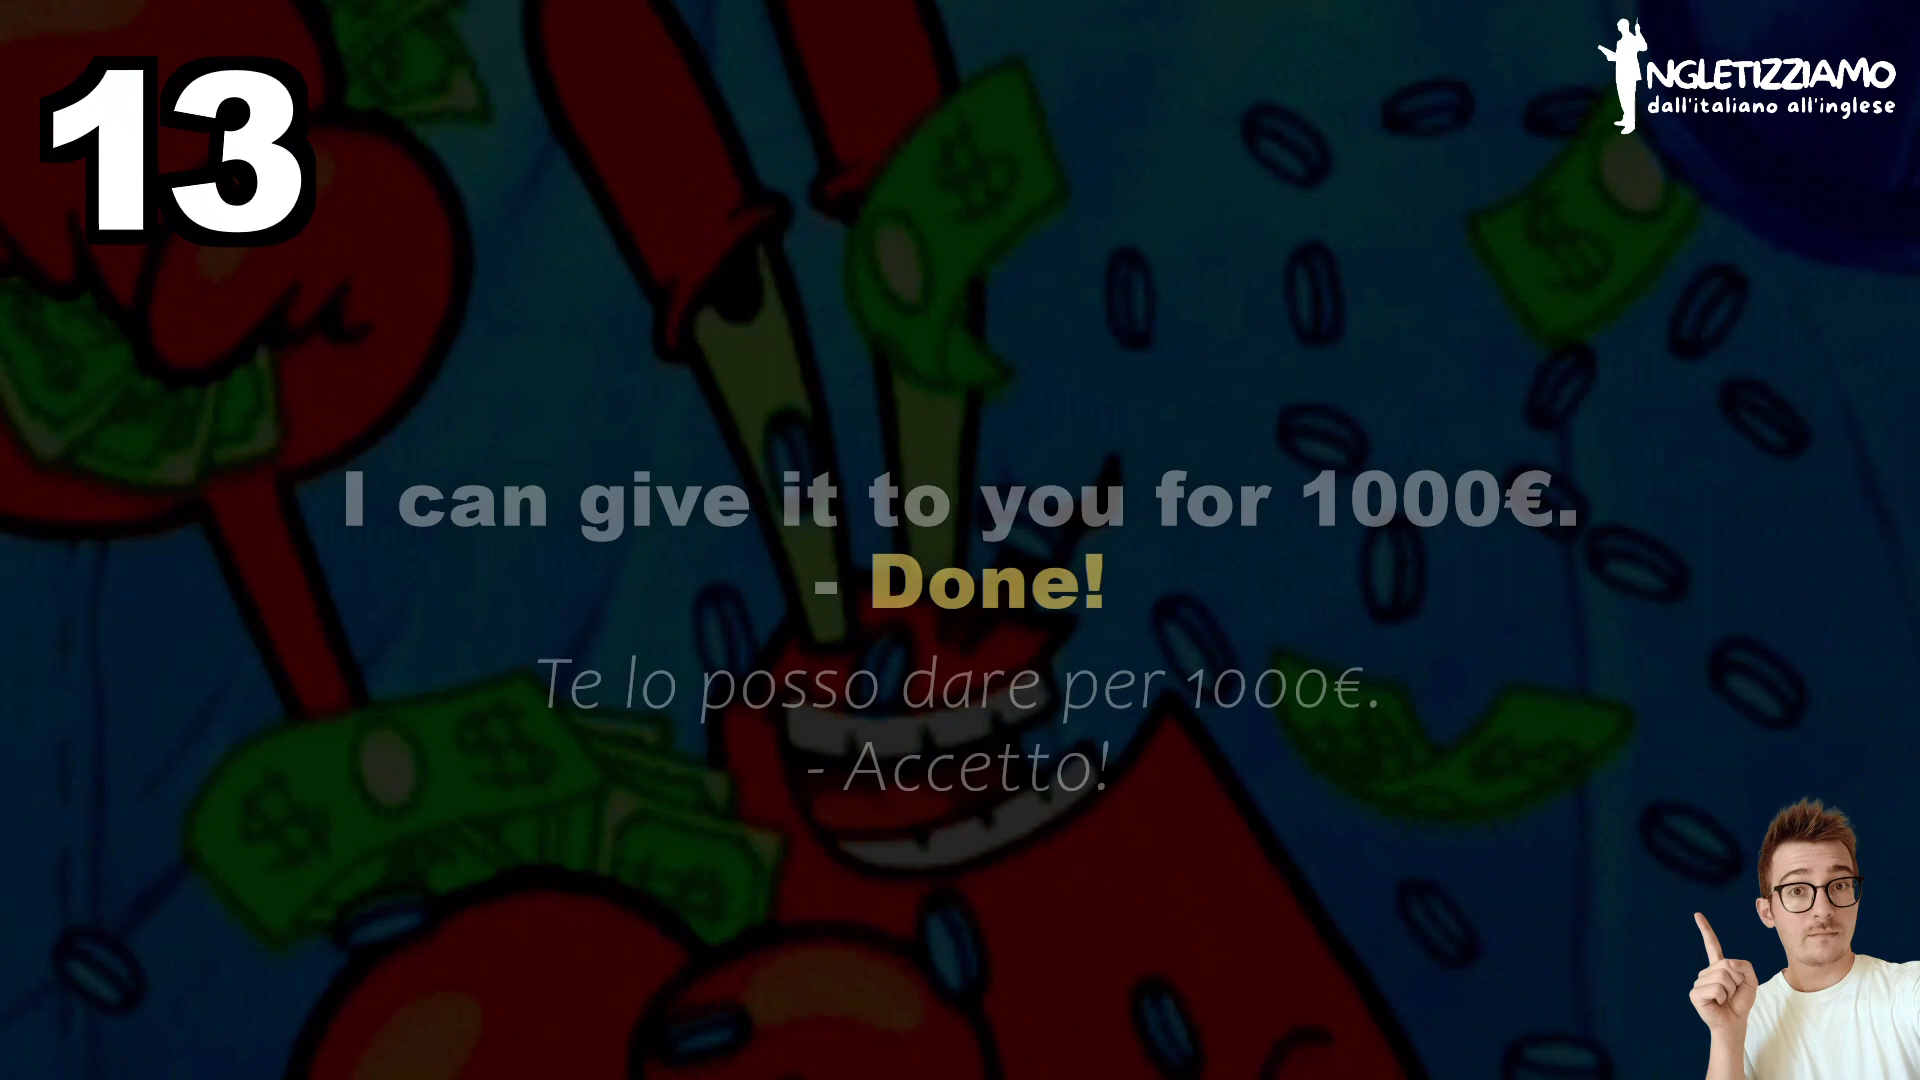 13
NGLETIZZIAMO
dall'italiano all'inglese
I can give it to you for 1000€.
- Done!
Te lo posso dare per 1000€.
- Accetto!